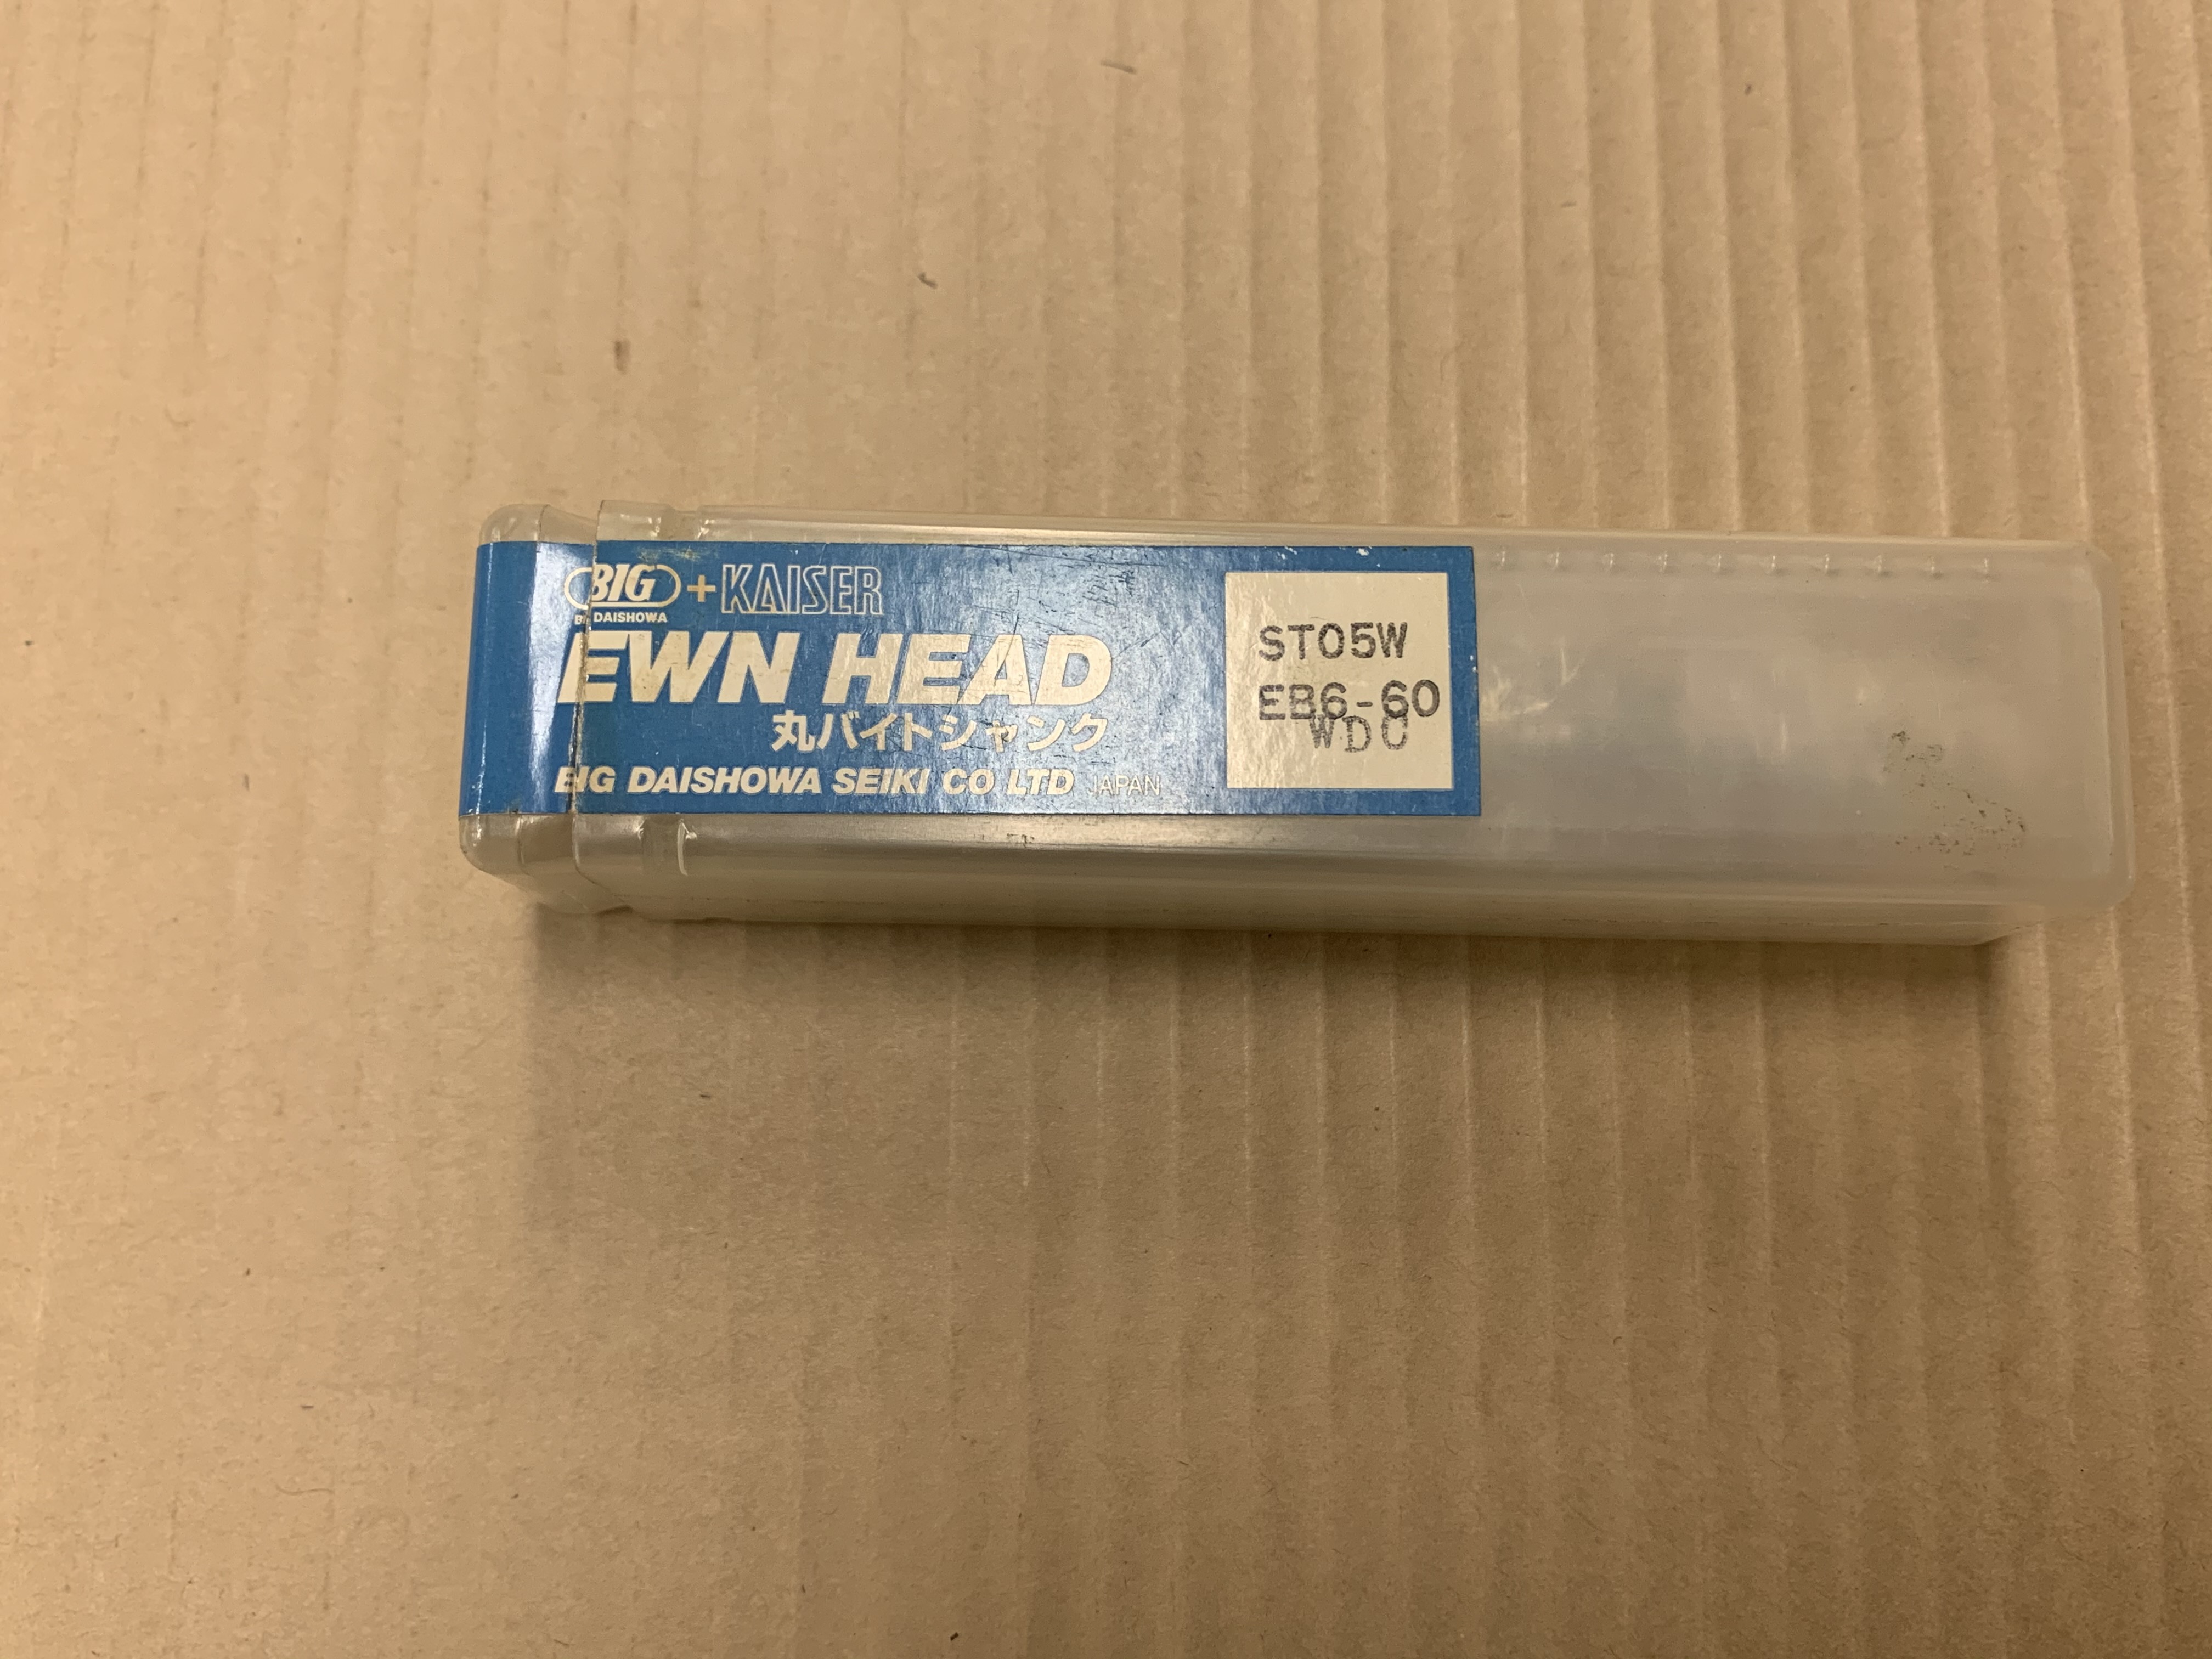 BIG+KAISER
BIG DAISHOWA
EWN HEAD
丸バイトシャンク
BIG DAISHOWA SEIKI CO LTD JAPAN
ST05W
EB6-60
WDC